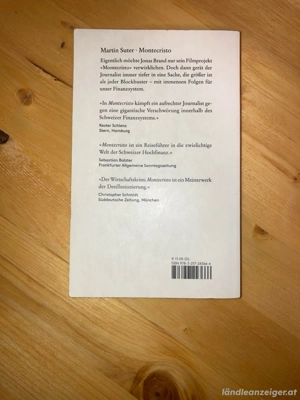 Martin Suter · Montecristo
Eigentlich möchte Jonas Brand nur sein Filmprojekt
»Montecristo« verwirklichen. Doch dann gerät der
Journalist immer tiefer in eine Sache, die größer ist
als jeder Blockbuster – mit immensen Folgen für
unser Finanzsystem.
»In Montecristo kämpft ein aufrechter Journalist ge-
gen eine gigantische Verschwörung innerhalb des
Schweizer Finanzsystems.«
Kester Schlenz
Stern, Hamburg
»Montecristo ist ein Reiseführer in die zwielichtige
Welt der Schweizer Hochfinanz.«
Sebastian Balzter
Frankfurter Allgemeine Sonntagszeitung
»Der Wirtschaftskrimi Montecristo ist ein Meisterwerk
der Desillusionierung.«
Christopher Schmidt
Süddeutsche Zeitung, München
ländleanzeiger.at